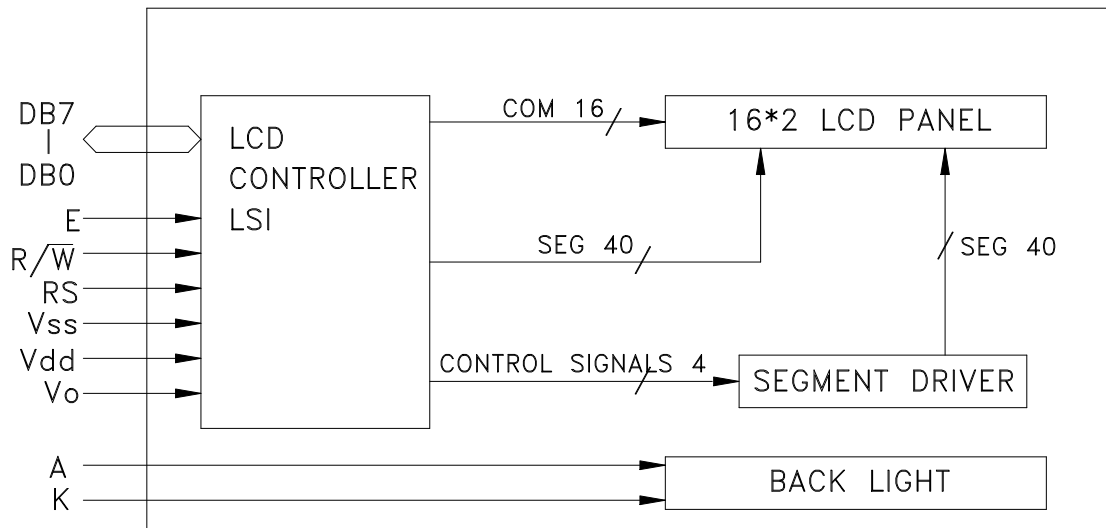 DB7
DB0
E
R/W̅
RS
Vss
Vdd
Vo
A
K
LCD
CONTROLLER
LSI
COM 16
16*2 LCD PANEL
SEG 40
SEG 40
CONTROL SIGNALS 4
SEGMENT DRIVER
BACK LIGHT